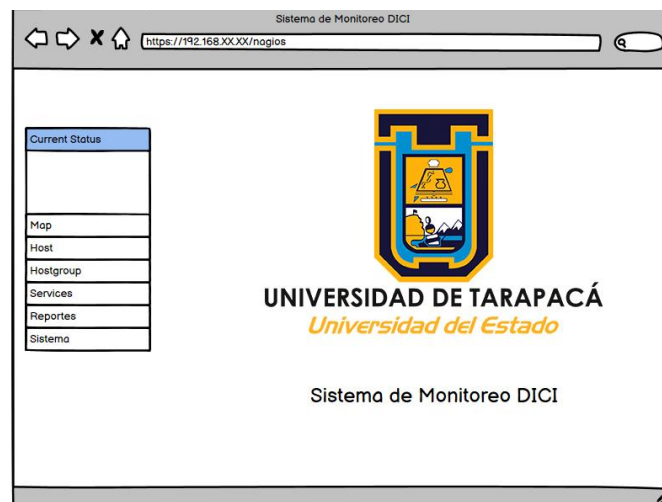 Sistema de Monitoreo DICI
https://192.168.XX.XX/nagios
Current Status
Map
Host
Hostgroup
Services
Reportes
Sistema
UNIVERSIDAD DE TARAPACÁ
Universidad del Estado
Sistema de Monitoreo DICI